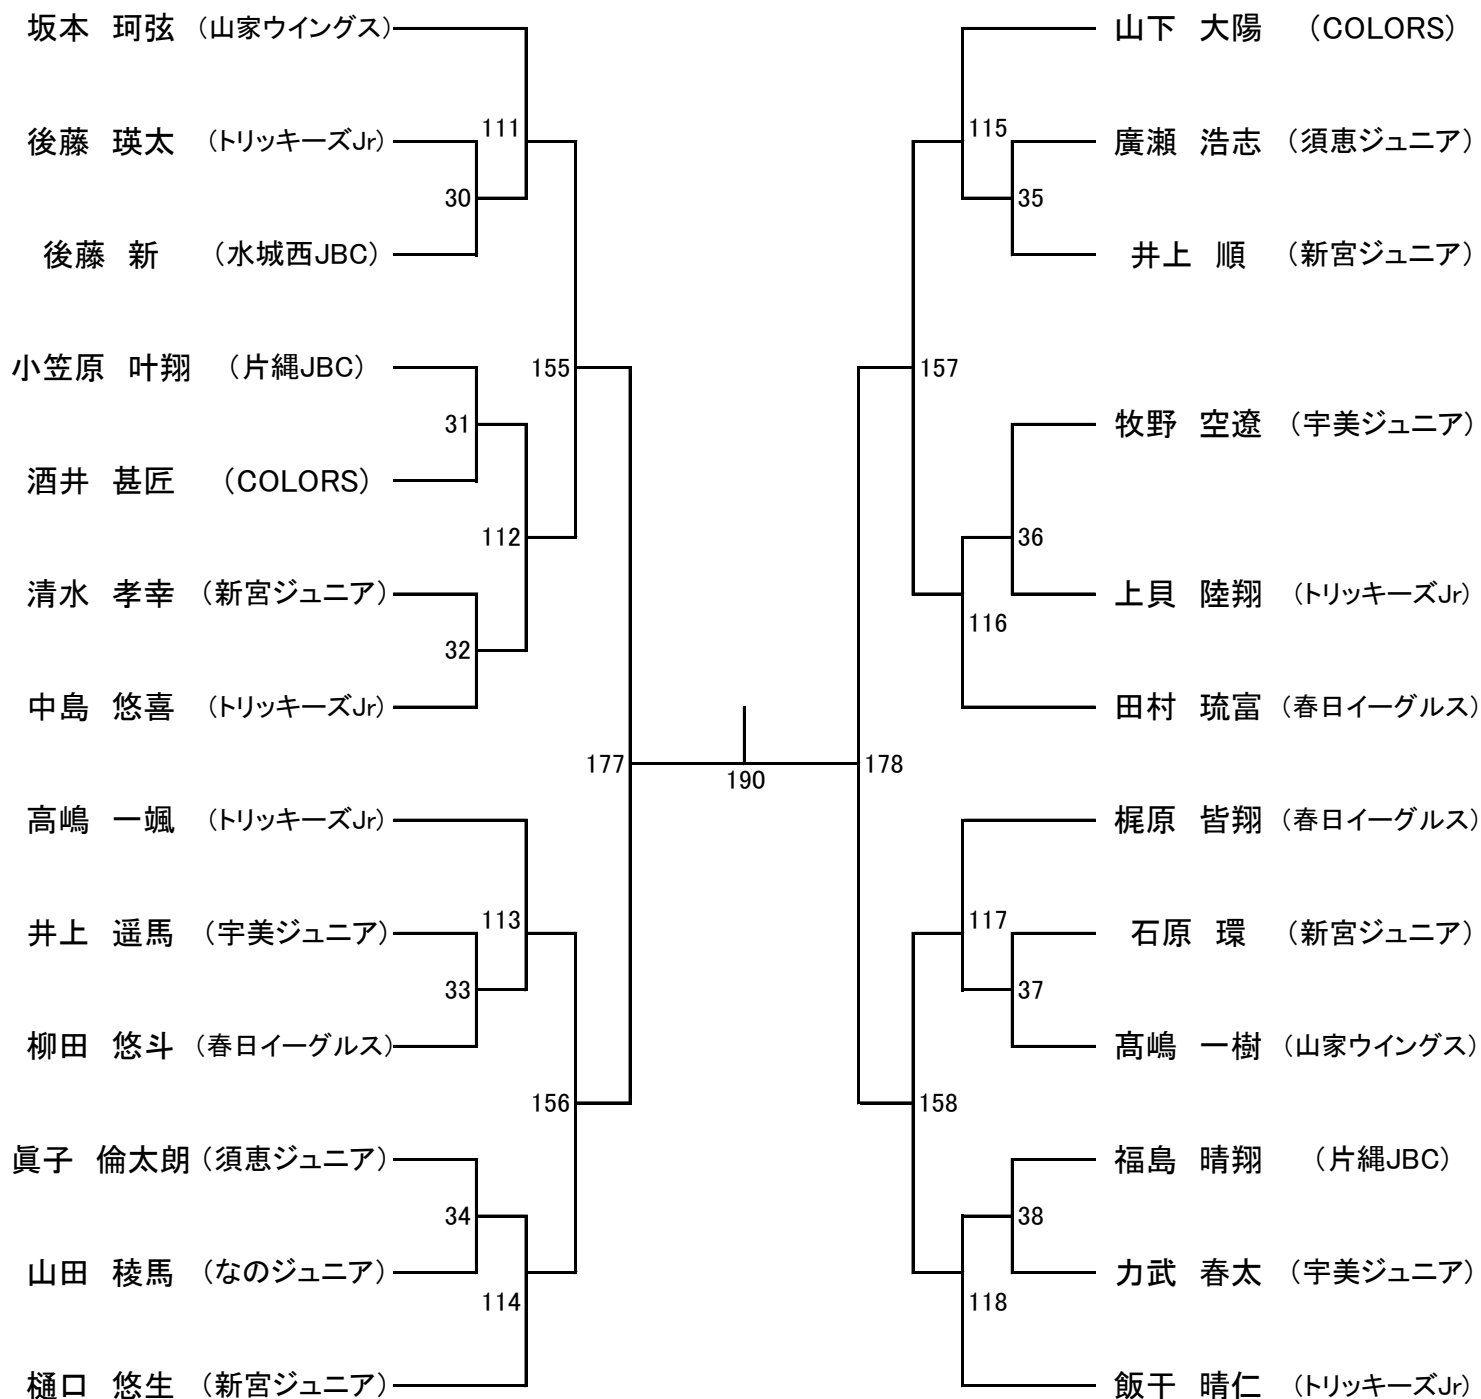 坂本 珂弦 （山家ウイングス）
111
後藤 瑛太 （トリッキーズJr）
30
後藤 新 （水城西JBC）
小笠原 叶翔 （片縄JBC）
155
31
酒井 甚匠 （COLORS）
112
清水 孝幸 （新宮ジュニア）
32
中島 悠喜 （トリッキーズJr）
177
高嶋 一颯 （トリッキーズJr）
113
井上 遥馬 （宇美ジュニア）
33
柳田 悠斗 （春日イーグルス）
156
眞子 倫太朗 （須恵ジュニア）
34
山田 稜馬 （なのジュニア）
114
樋口 悠生 （新宮ジュニア）
190
山下 大陽 （COLORS）
115
廣瀬 浩志 （須恵ジュニア）
35
井上 順 （新宮ジュニア）
157
牧野 空遼 （宇美ジュニア）
36
上貝 陸翔 （トリッキーズJr）
116
田村 琉富 （春日イーグルス）
178
梶原 皆翔 （春日イーグルス）
117
石原 環 （新宮ジュニア）
37
髙嶋 一樹 （山家ウイングス）
158
福島 晴翔 （片縄JBC）
38
力武 春太 （宇美ジュニア）
118
飯干 晴仁 （トリッキーズJr）